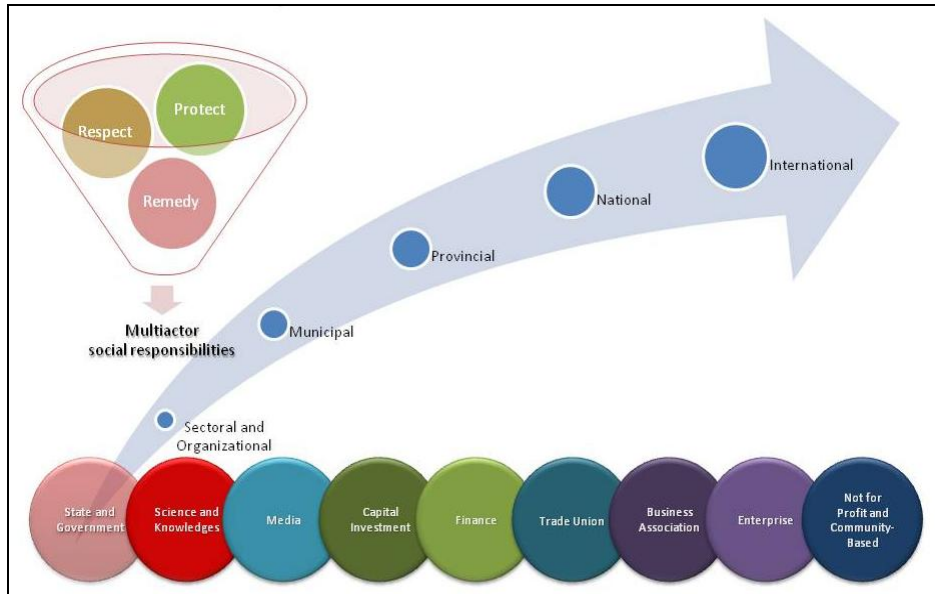 Protect
Respect
Remedy
Multiactor
social responsibilities
International
National
Provincial
Municipal
Sectoral and
Organizational
State and
Government
Science and
Knowledges
Media
Capital
Investment
Finance
Trade Union
Business
Association
Enterprise
Not for
Profit and
Community-
Based